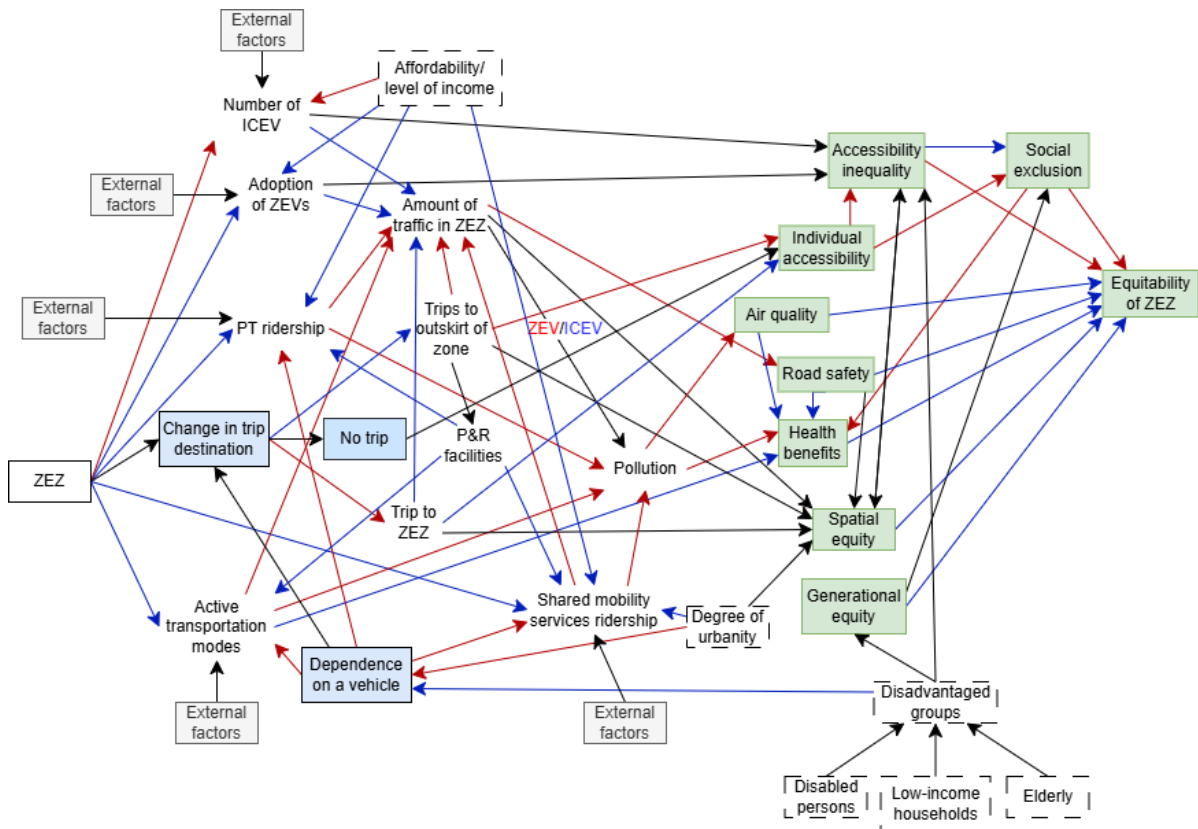 External
factors
Affordability/
level of income
Number of
ICEV
Accessibility
inequality
Social
exclusion
External
factors
Adoption
of ZEVs
Amount of
traffic in ZEZ
Individual
accessibility
Equitability
of ZEZ
External
factors
PT ridership
Trips to
outskirt of
zone
ZEV/ICEV
Air quality
Road safety
Change in trip
destination
No trip
P&R
facilities
Health
benefits
Pollution
ZEZ
Trip to
ZEZ
Spatial
equity
Active
transportation
modes
Shared mobility
services ridership
Degree of
urbanity
Generational
equity
Dependence
on a vehicle
External
factors
External
factors
Disadvantaged
groups
Disabled
persons
Low-income
households
Elderly